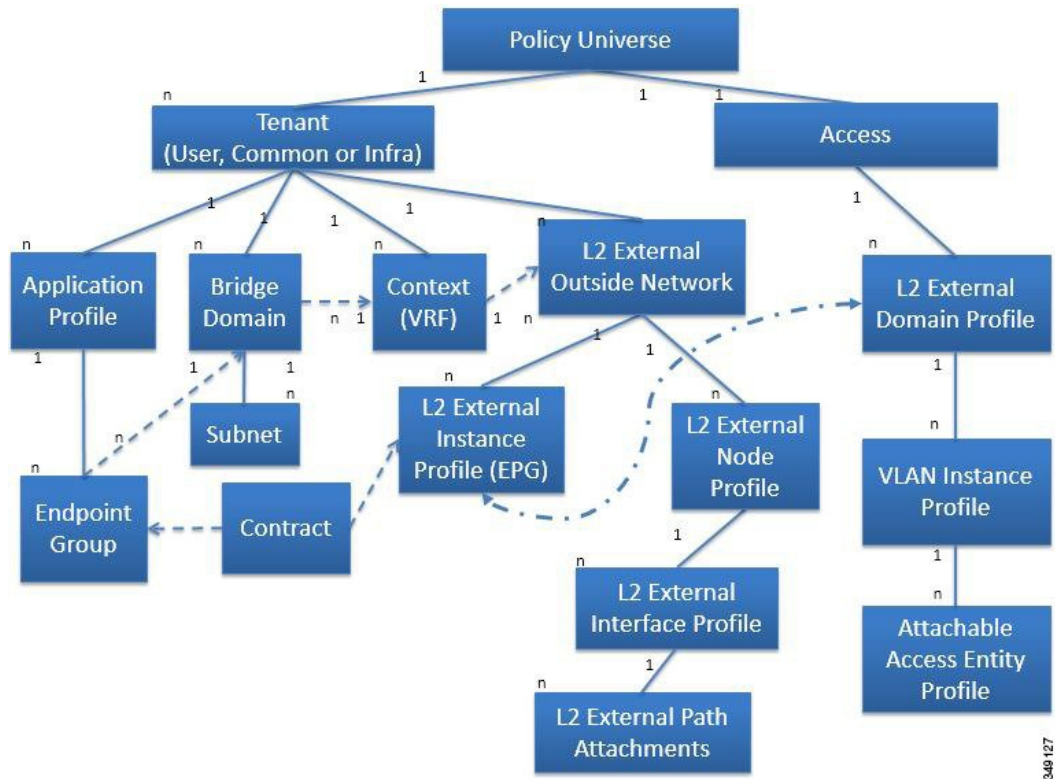 Policy Universe
1
1
1
n
Tenant
(User, Common or Infra)
Access
1
1
1
1
1
n
n
n
n
n
Application
Profile
Bridge
Domain
Context
(VRF)
L2 External
Outside Network
L2 External
Domain Profile
n
1
1
n
1
1
1
1
1
1
n
n
n
n
Subnet
L2 External
Instance
Profile (EPG)
L2 External
Node
Profile
n
n
n
VLAN Instance
Profile
Endpoint
Group
Contract
1
1
n
n
L2 External
Interface Profile
Attachable
Access Entity
Profile
1
n
L2 External Path
Attachments
349127